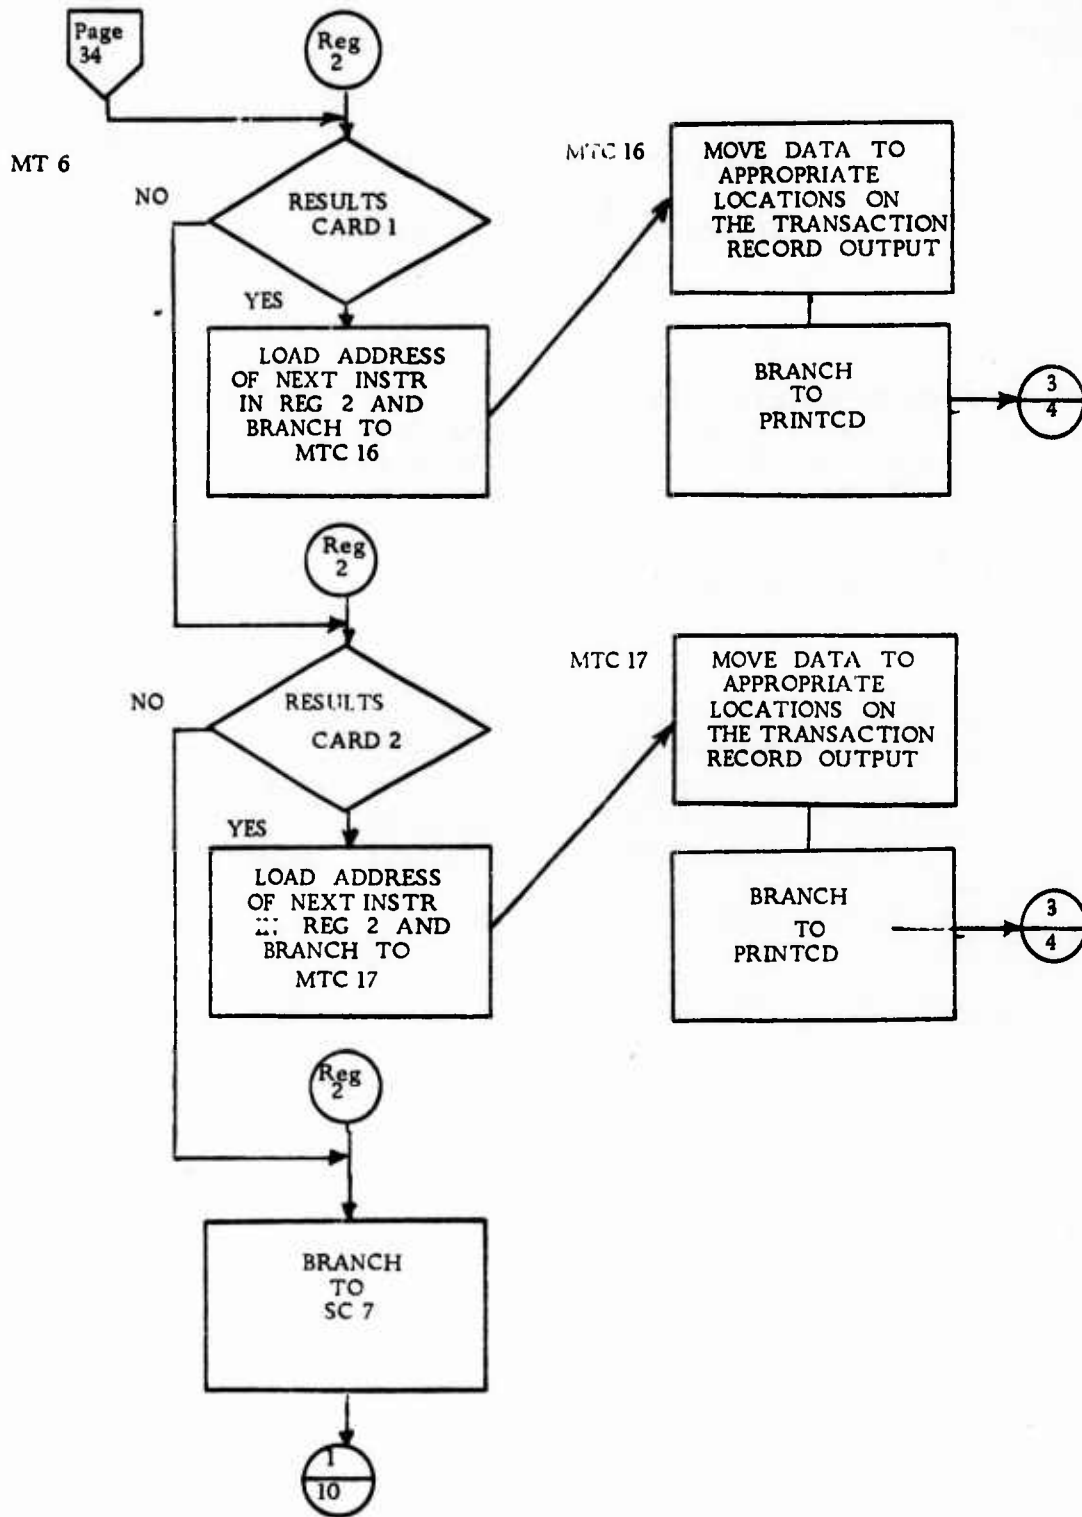 Page
34
Reg
2
MT 6
NO
RESULTS
CARD 1
YES
LOAD ADDRESS
OF NEXT INSTR
IN REG 2 AND
BRANCH TO
MTC 16
MTC 16
MOVE DATA TO
APPROPRIATE
LOCATIONS ON
THE TRANSACTION
RECORD OUTPUT
BRANCH
TO
PRINTCD
3
4
Reg
2
NO
RESULTS
CARD 2
YES
LOAD ADDRESS
OF NEXT INSTR
REG 2 AND
BRANCH TO
MTC 17
MTC 17
MOVE DATA TO
APPROPRIATE
LOCATIONS ON
THE TRANSACTION
RECORD OUTPUT
BRANCH
TO
PRINTCD
3
4
Reg
2
BRANCH
TO
SC 7
1
10